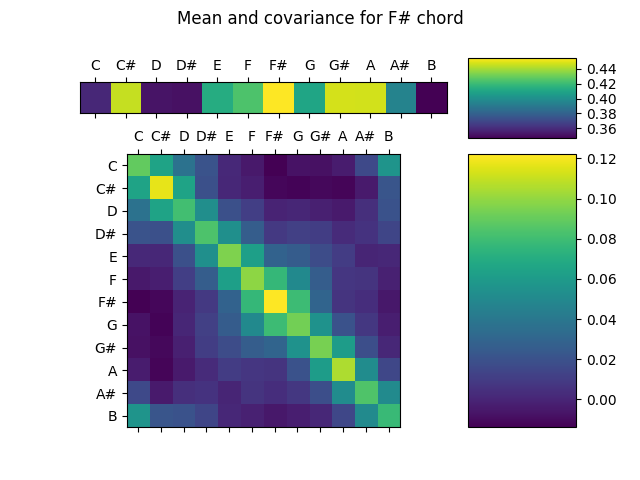 Mean and covariance for F# chord
C C# D D# E F F# G G# A A# B
0.44
0.42
0.40
0.38
0.36
C C# D D# E F F# G G# A A# B
C
C#
D
D#
E
F
F#
G
G#
A
A#
B
0.12
0.10
0.08
0.06
0.04
0.02
0.00